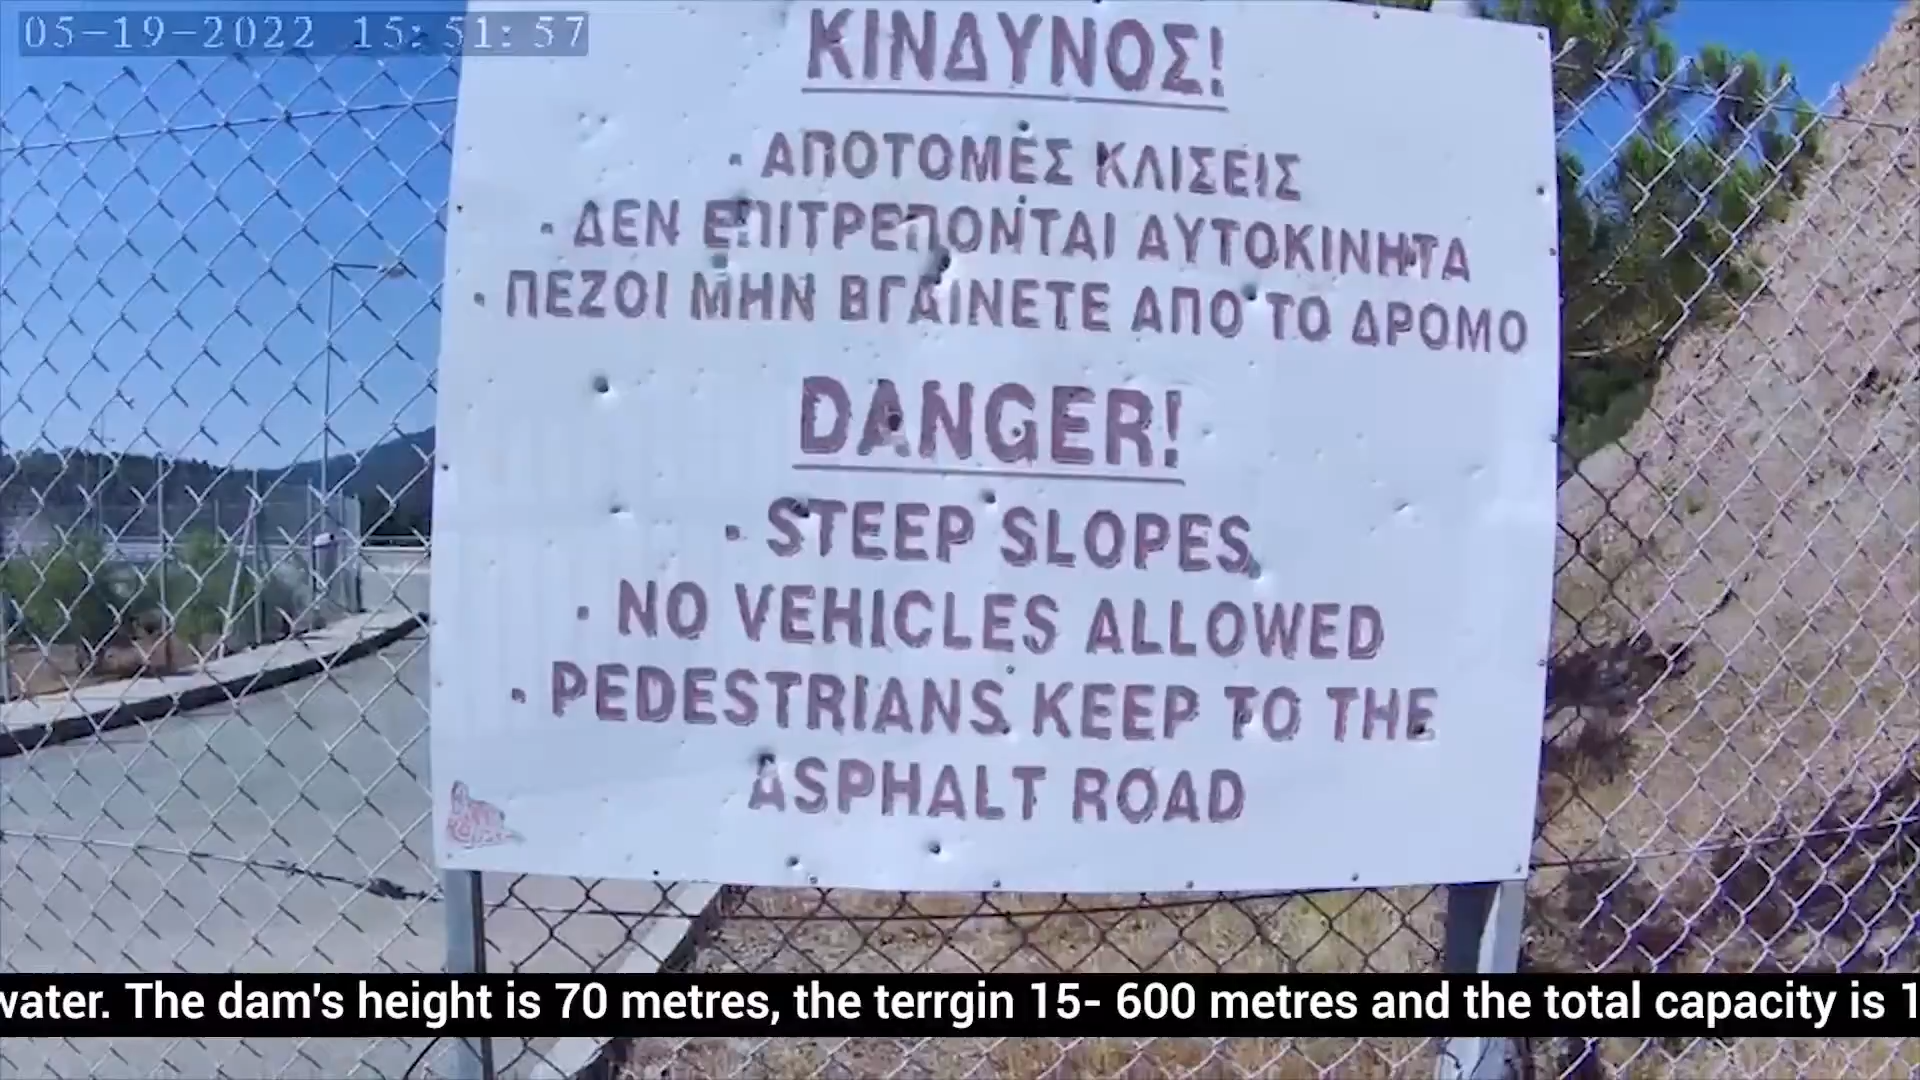 05-19-2022 15:51:57
ΚΙΝΔΥΝΟΣ!
· ΑΠΟΤΟΜΕΣ ΚΛΙΣΕΙΣ
· ΔΕΝ ΕΠΙΤΡΕΠΟΝΤΑΙ ΑΥΤΟΚΙΝΗΤΑ
· ΠΕΖΟΙ ΜΗΝ ΒΓΑΙΝΕΤΕ ΑΠΟ ΤΟ ΔΡΟΜΟ
DANGER!
· STEEP SLOPES
· NO VEHICLES ALLOWED
· PEDESTRIANS KEEP TO THE
ASPHALT ROAD
water. The dam's height is 70 metres, the terrgin 15- 600 metres and the total capacity is 1